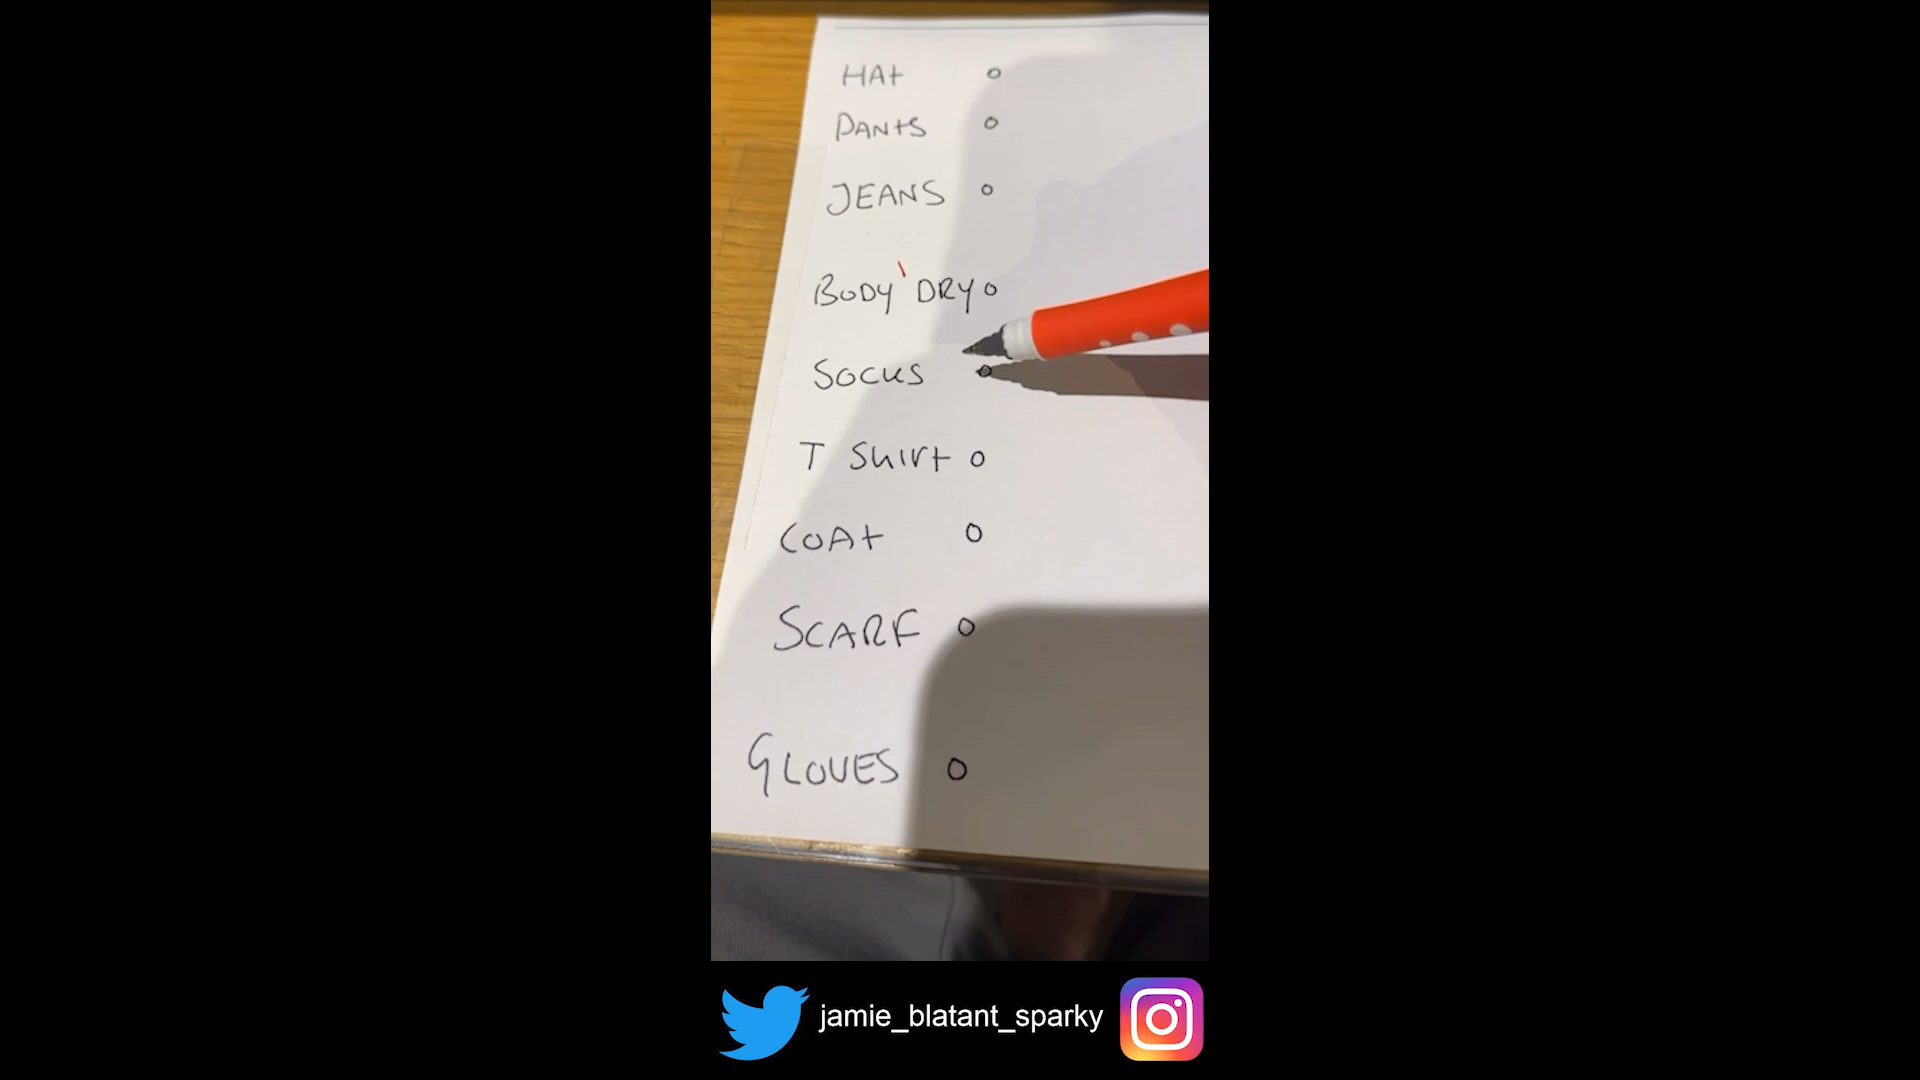 HAt o
PANtS o
JEANS o
BODY' DRY o
SOCKS o
T Shirt o
COAt o
SCARF o
GLOVES o
jamie_blatant_sparky